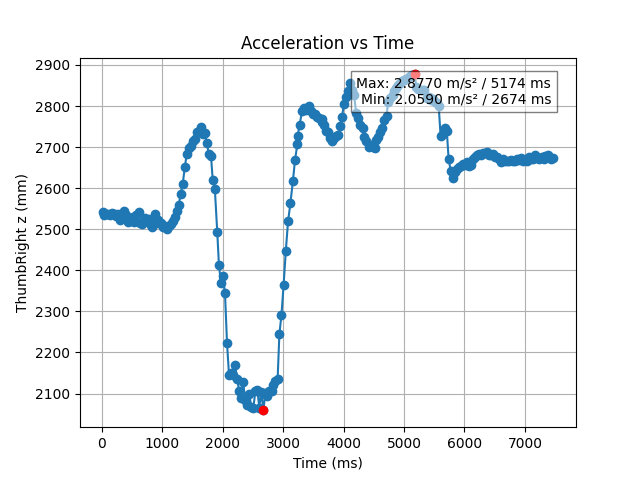 Acceleration vs Time
Max: 2.8770 m/s² / 5174 ms
Min: 2.0590 m/s² / 2674 ms
ThumbRight z (mm)
2900
2800
2700
2600
2500
2400
2300
2200
2100
0 1000 2000 3000 4000 5000 6000 7000
Time (ms)